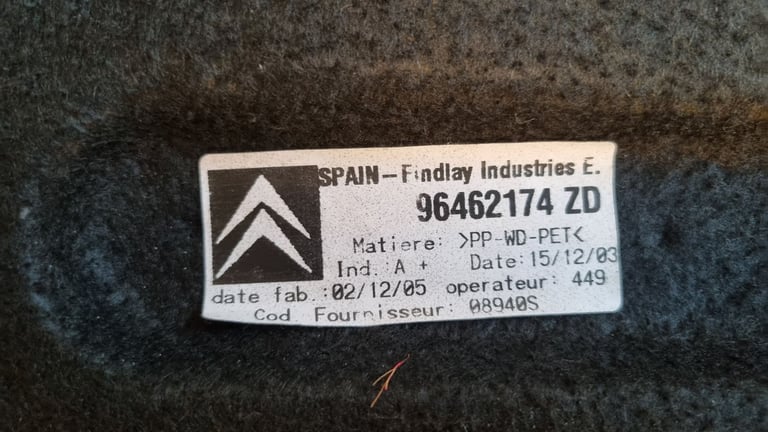 SPAIN-Findlay Industries E.
96462174 ZD
Matiere: >PP-WD-PET<
Ind.:A + Date:15/12/03
date fab.:02/12/05 operateur: 449
Cod Fournisseur: 08940S